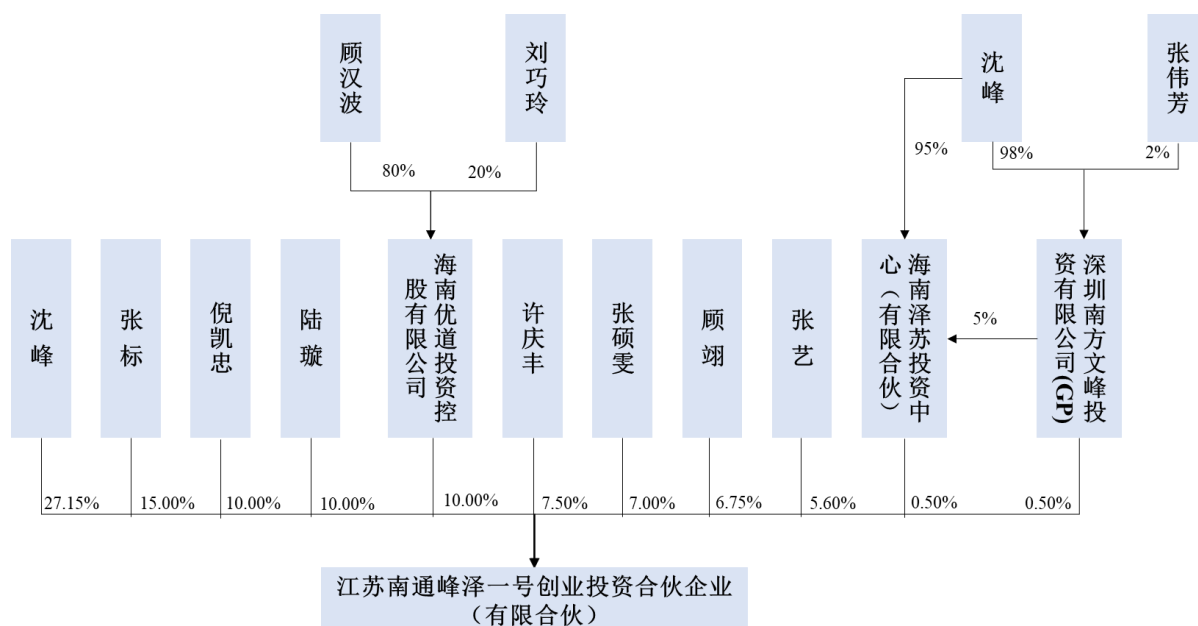 顾汉波
刘巧玲
沈峰
张伟芳
80%
20%
95%
98%
2%
沈峰
张标
倪凯忠
陆璇
海南优道投资控
股有限公司
许庆丰
张硕雯
顾翊
张艺
海南泽苏投资中
心（有限合伙）
5%
深圳南方文峰投
资有限公司(GP)
27.15%
15.00%
10.00%
10.00%
10.00%
7.50%
7.00%
6.75%
5.60%
0.50%
0.50%
江苏南通峰泽一号创业投资合伙企业
（有限合伙）